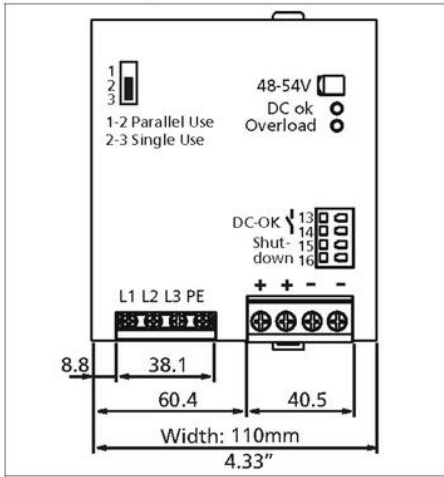 1
2
3
1-2 Parallel Use
2-3 Single Use
48-54V
DC ok
Overload
DC-OK
13
14
Shut-
down
15
16
+ + - -
L1 L2 L3 PE
8.8
38.1
60.4
40.5
Width: 110mm
4.33"